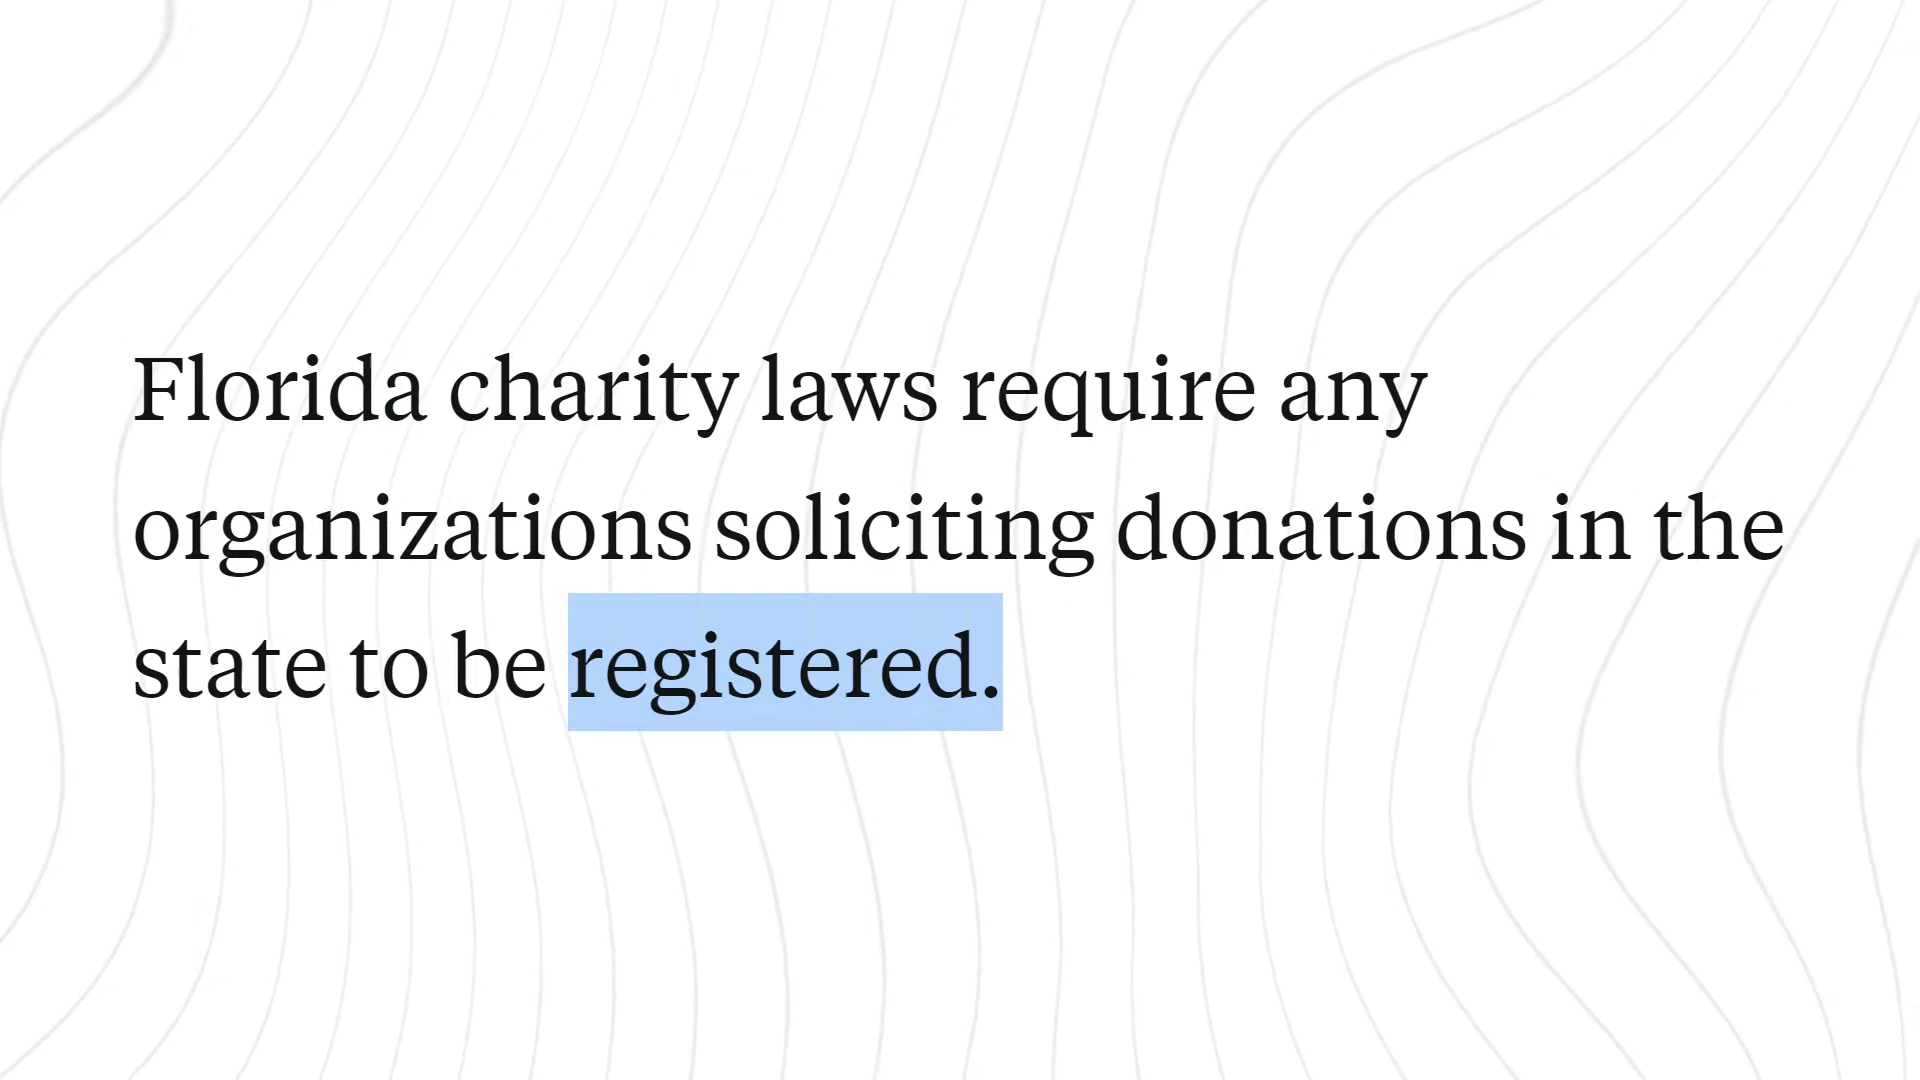 Florida charity laws require any
organizations soliciting donations in the
state to be registered.